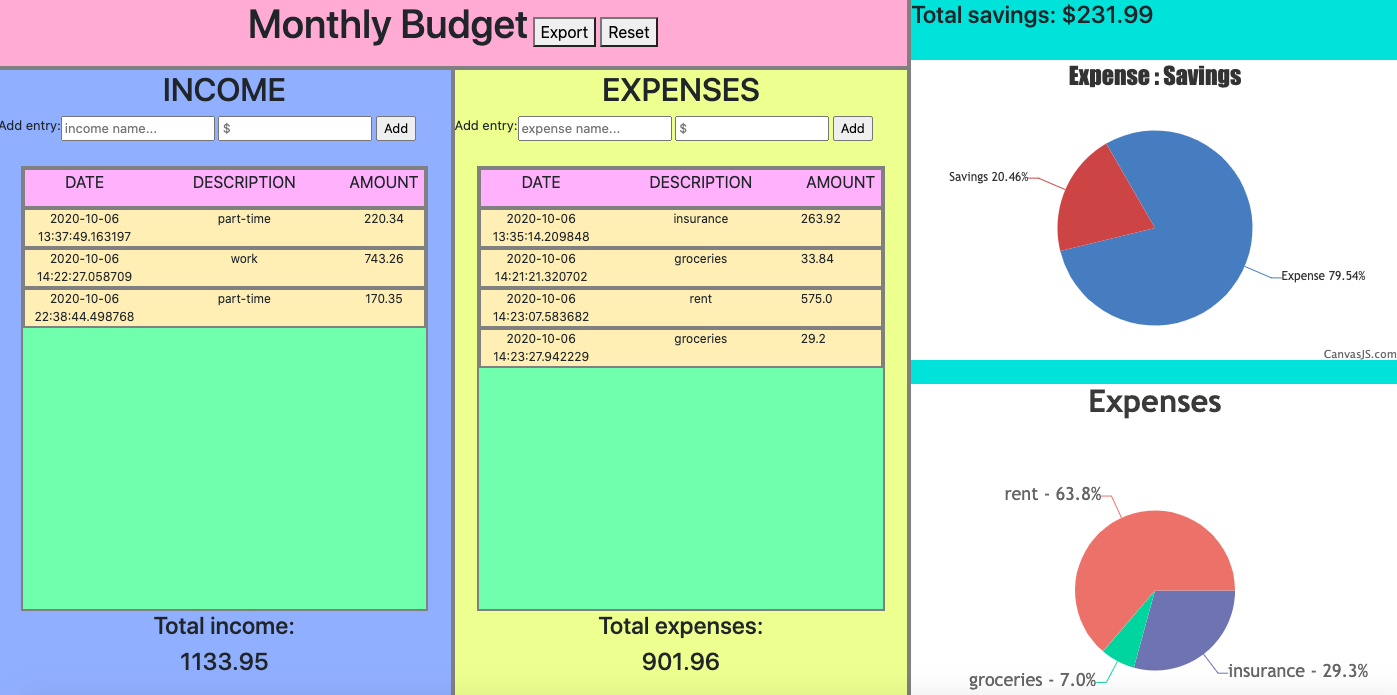 Monthly Budget Export Reset
INCOME
Add entry: income name... $ Add
DATE DESCRIPTION AMOUNT
2020-10-06 part-time 220.34
13:37:49.163197
2020-10-06 work 743.26
14:22:27.058709
2020-10-06 part-time 170.35
22:38:44.498768
Total income:
1133.95
EXPENSES
Add entry: expense name... $ Add
DATE DESCRIPTION AMOUNT
2020-10-06 insurance 263.92
13:35:14.209848
2020-10-06 groceries 33.84
14:21:21.320702
2020-10-06 rent 575.0
14:23:07.583682
2020-10-06 groceries 29.2
14:23:27.942229
Total expenses:
901.96
Total savings: $231.99
Expense : Savings
Savings 20.46%
Expense 79.54%
CanvasJS.com
Expenses
rent - 63.8%
insurance - 29.3%
groceries - 7.0%